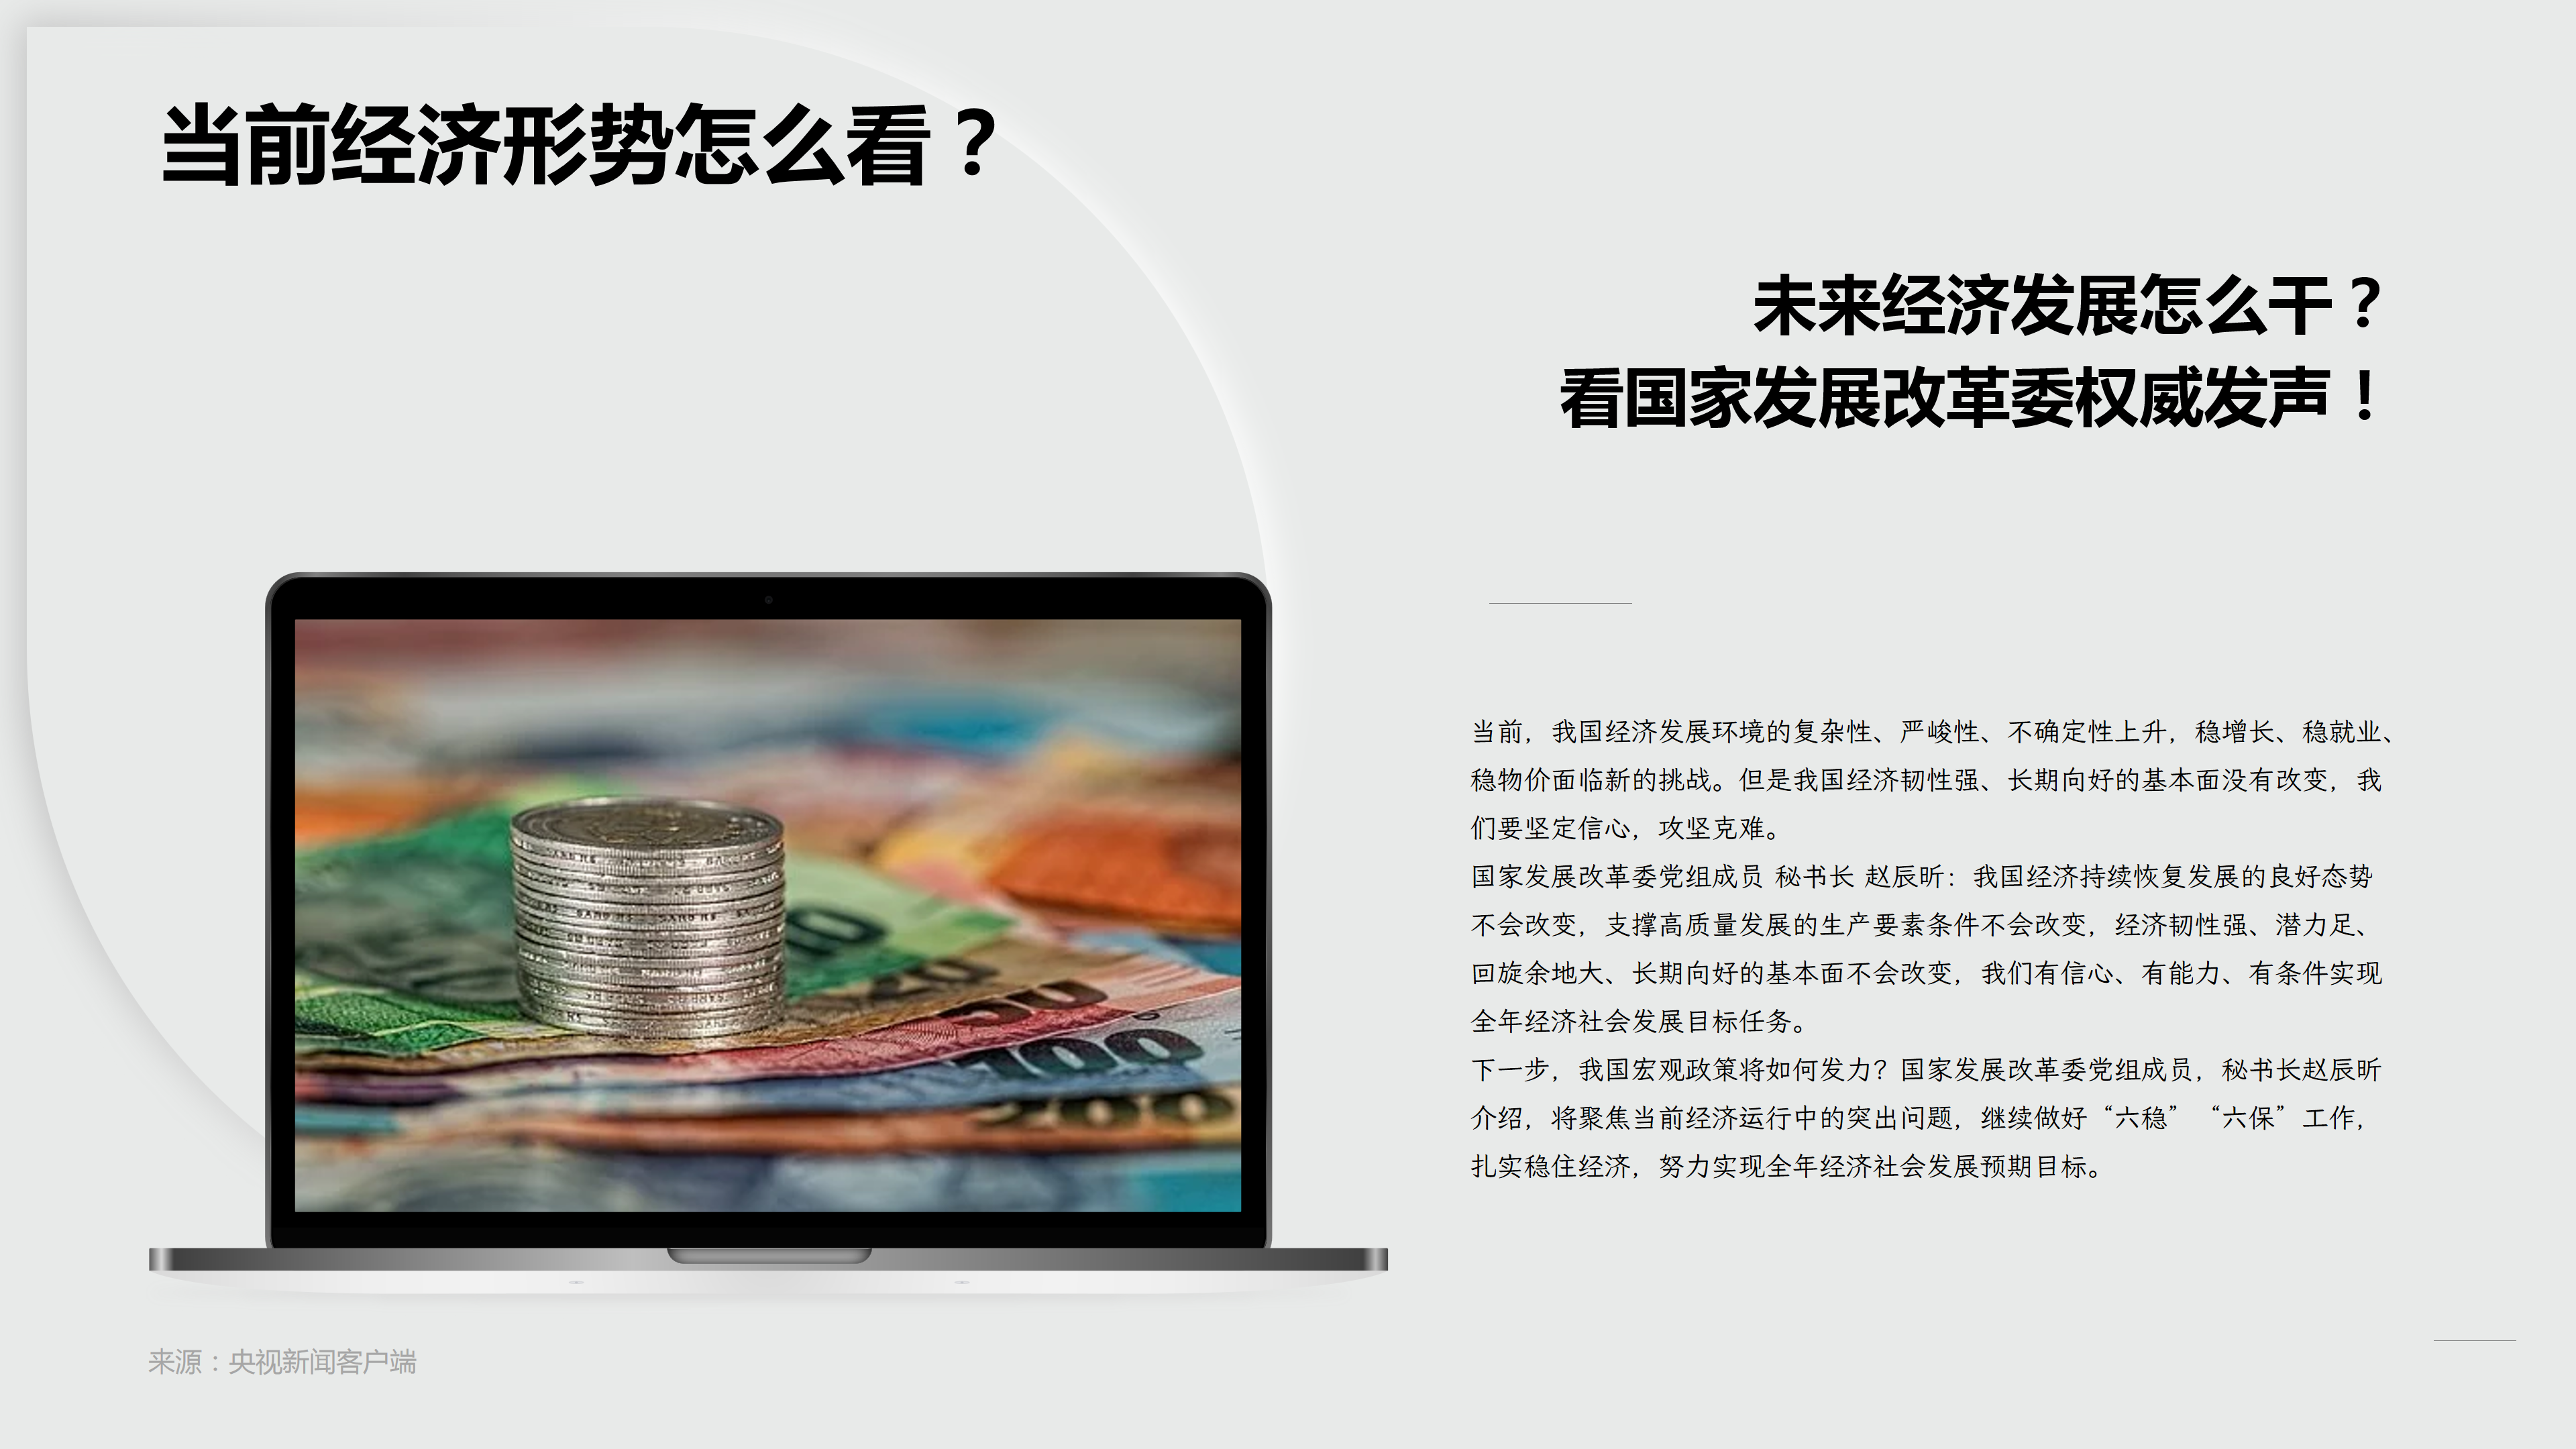 当前经济形势怎么看？
未来经济发展怎么干？
看国家发展改革委权威发声！
当前，我国经济发展环境的复杂性、严峻性、不确定性上升，稳增长、稳就业、
稳物价面临新的挑战。但是我国经济韧性强、长期向好的基本面没有改变，我
们要坚定信心，攻坚克难。
国家发展改革委党组成员 秘书长 赵辰昕：我国经济持续恢复发展的良好态势
不会改变，支撑高质量发展的生产要素条件不会改变，经济韧性强、潜力足、
回旋余地大、长期向好的基本面不会改变，我们有信心、有能力、有条件实现
全年经济社会发展目标任务。
下一步，我国宏观政策将如何发力？国家发展改革委党组成员，秘书长赵辰昕
介绍，将聚焦当前经济运行中的突出问题，继续做好“六稳” “六保”工作，
扎实稳住经济，努力实现全年经济社会发展预期目标。
10
20
50
100
200
来源：央视新闻客户端